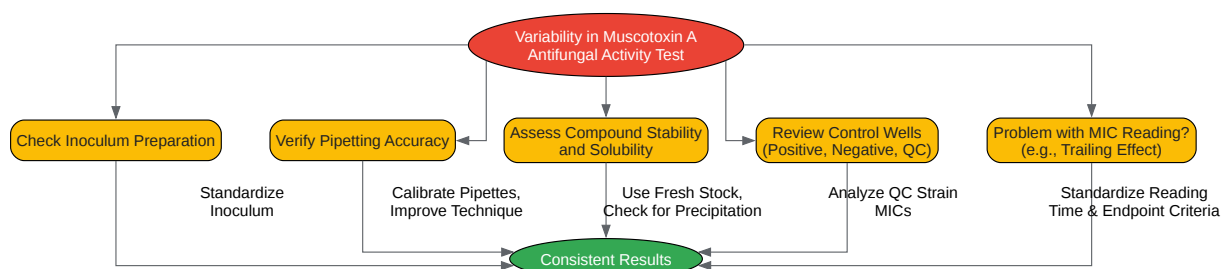 Variability in Muscotoxin A
Antifungal Activity Test
Check Inoculum Preparation
Verify Pipetting Accuracy
Assess Compound Stability
and Solubility
Review Control Wells
(Positive, Negative, QC)
Problem with MIC Reading?
(e.g., Trailing Effect)
Standardize
Inoculum
Calibrate Pipettes,
Improve Technique
Use Fresh Stock,
Check for Precipitation
Analyze QC Strain
MICs
Standardize Reading
Time & Endpoint Criteria
Consistent Results